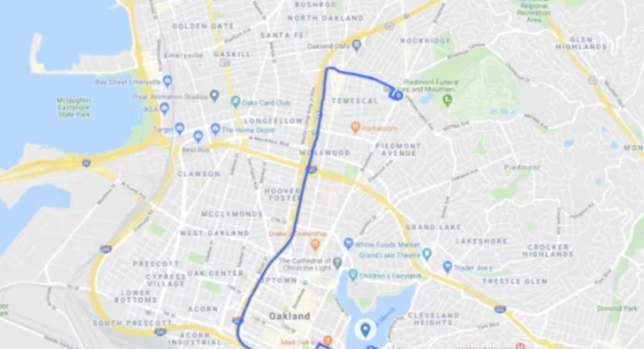 BUSHROD
GOLDEN GATE
NORTH OAKLAND
Regional
Recreation
Area
SANTA FE
ROCKRIDGE
GLEN
HIGHLANDS
Oakland DMV
Emeryville
GASKILL
Bay Street Emeryville
Piedmont Funeral
Services and Mountain
Pixar Animation Studios
Oaks Card Club
TEMESCAL
McLaughlin
Eastshore
State Park
IKEA
LONGFELLOW
Target
The Home Depot
Homeroom
Best Buy
MOSSWOOD
PIEDMONT
AVENUE
Piedmont
CLAWSON
HOOVER
FOSTER
MCCLYMONDS
WEST OAKLAND
GRAND LAKE
Drake's Dealership
Whole Foods Market
LAKESHORE
CROCKER
HIGHLANDS
Grand Lake Theatre
The Cathedral of
Christ the Light
Trader Joe's
PRESCOTT
OAK CENTER
Children's Fairyland
CYPRESS
VILLAGE
UPTOWN
TRESTLE GLEN
LOWER
BOTTOMS
ACORN
Oakland
CLEVELAND
HEIGHTS
Dimond Park
SOUTH PRESCOTT
ACORN
INDUSTRIAL